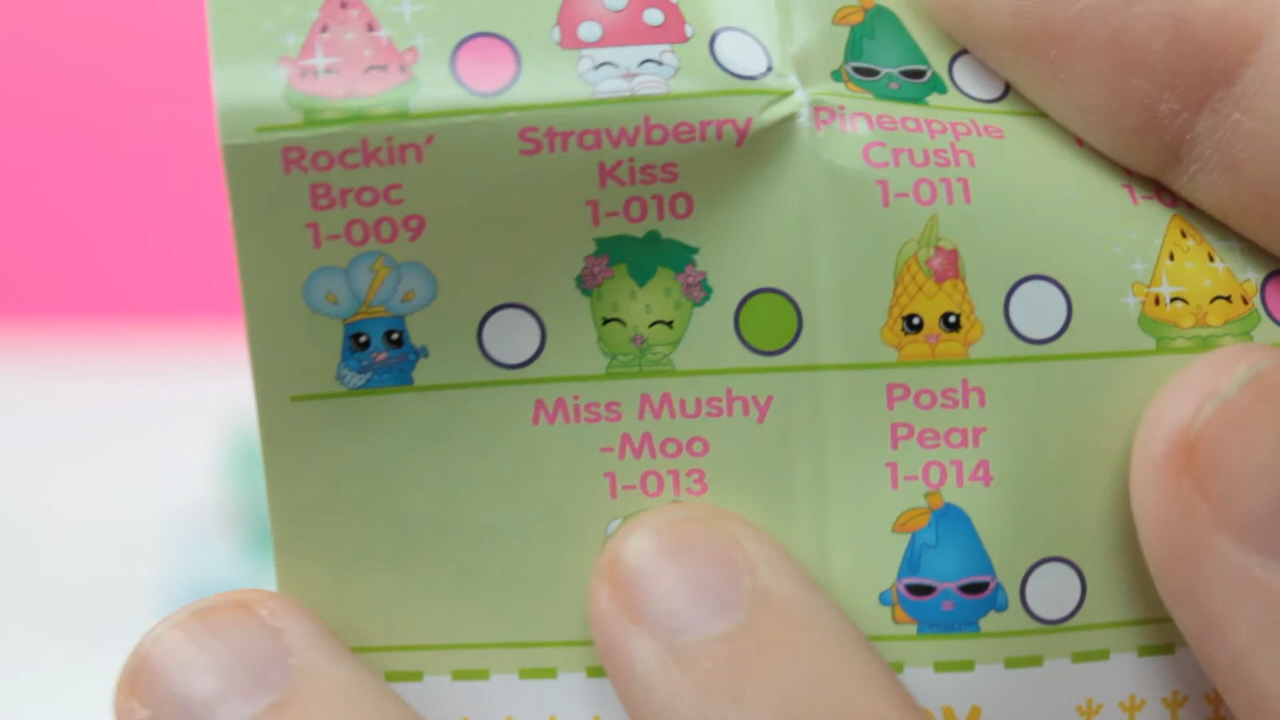 Rockin'
Broc
1-009
Strawberry
Kiss
1-010
Pineapple
Crush
1-011
Miss Mushy
-Moo
1-013
Posh
Pear
1-014